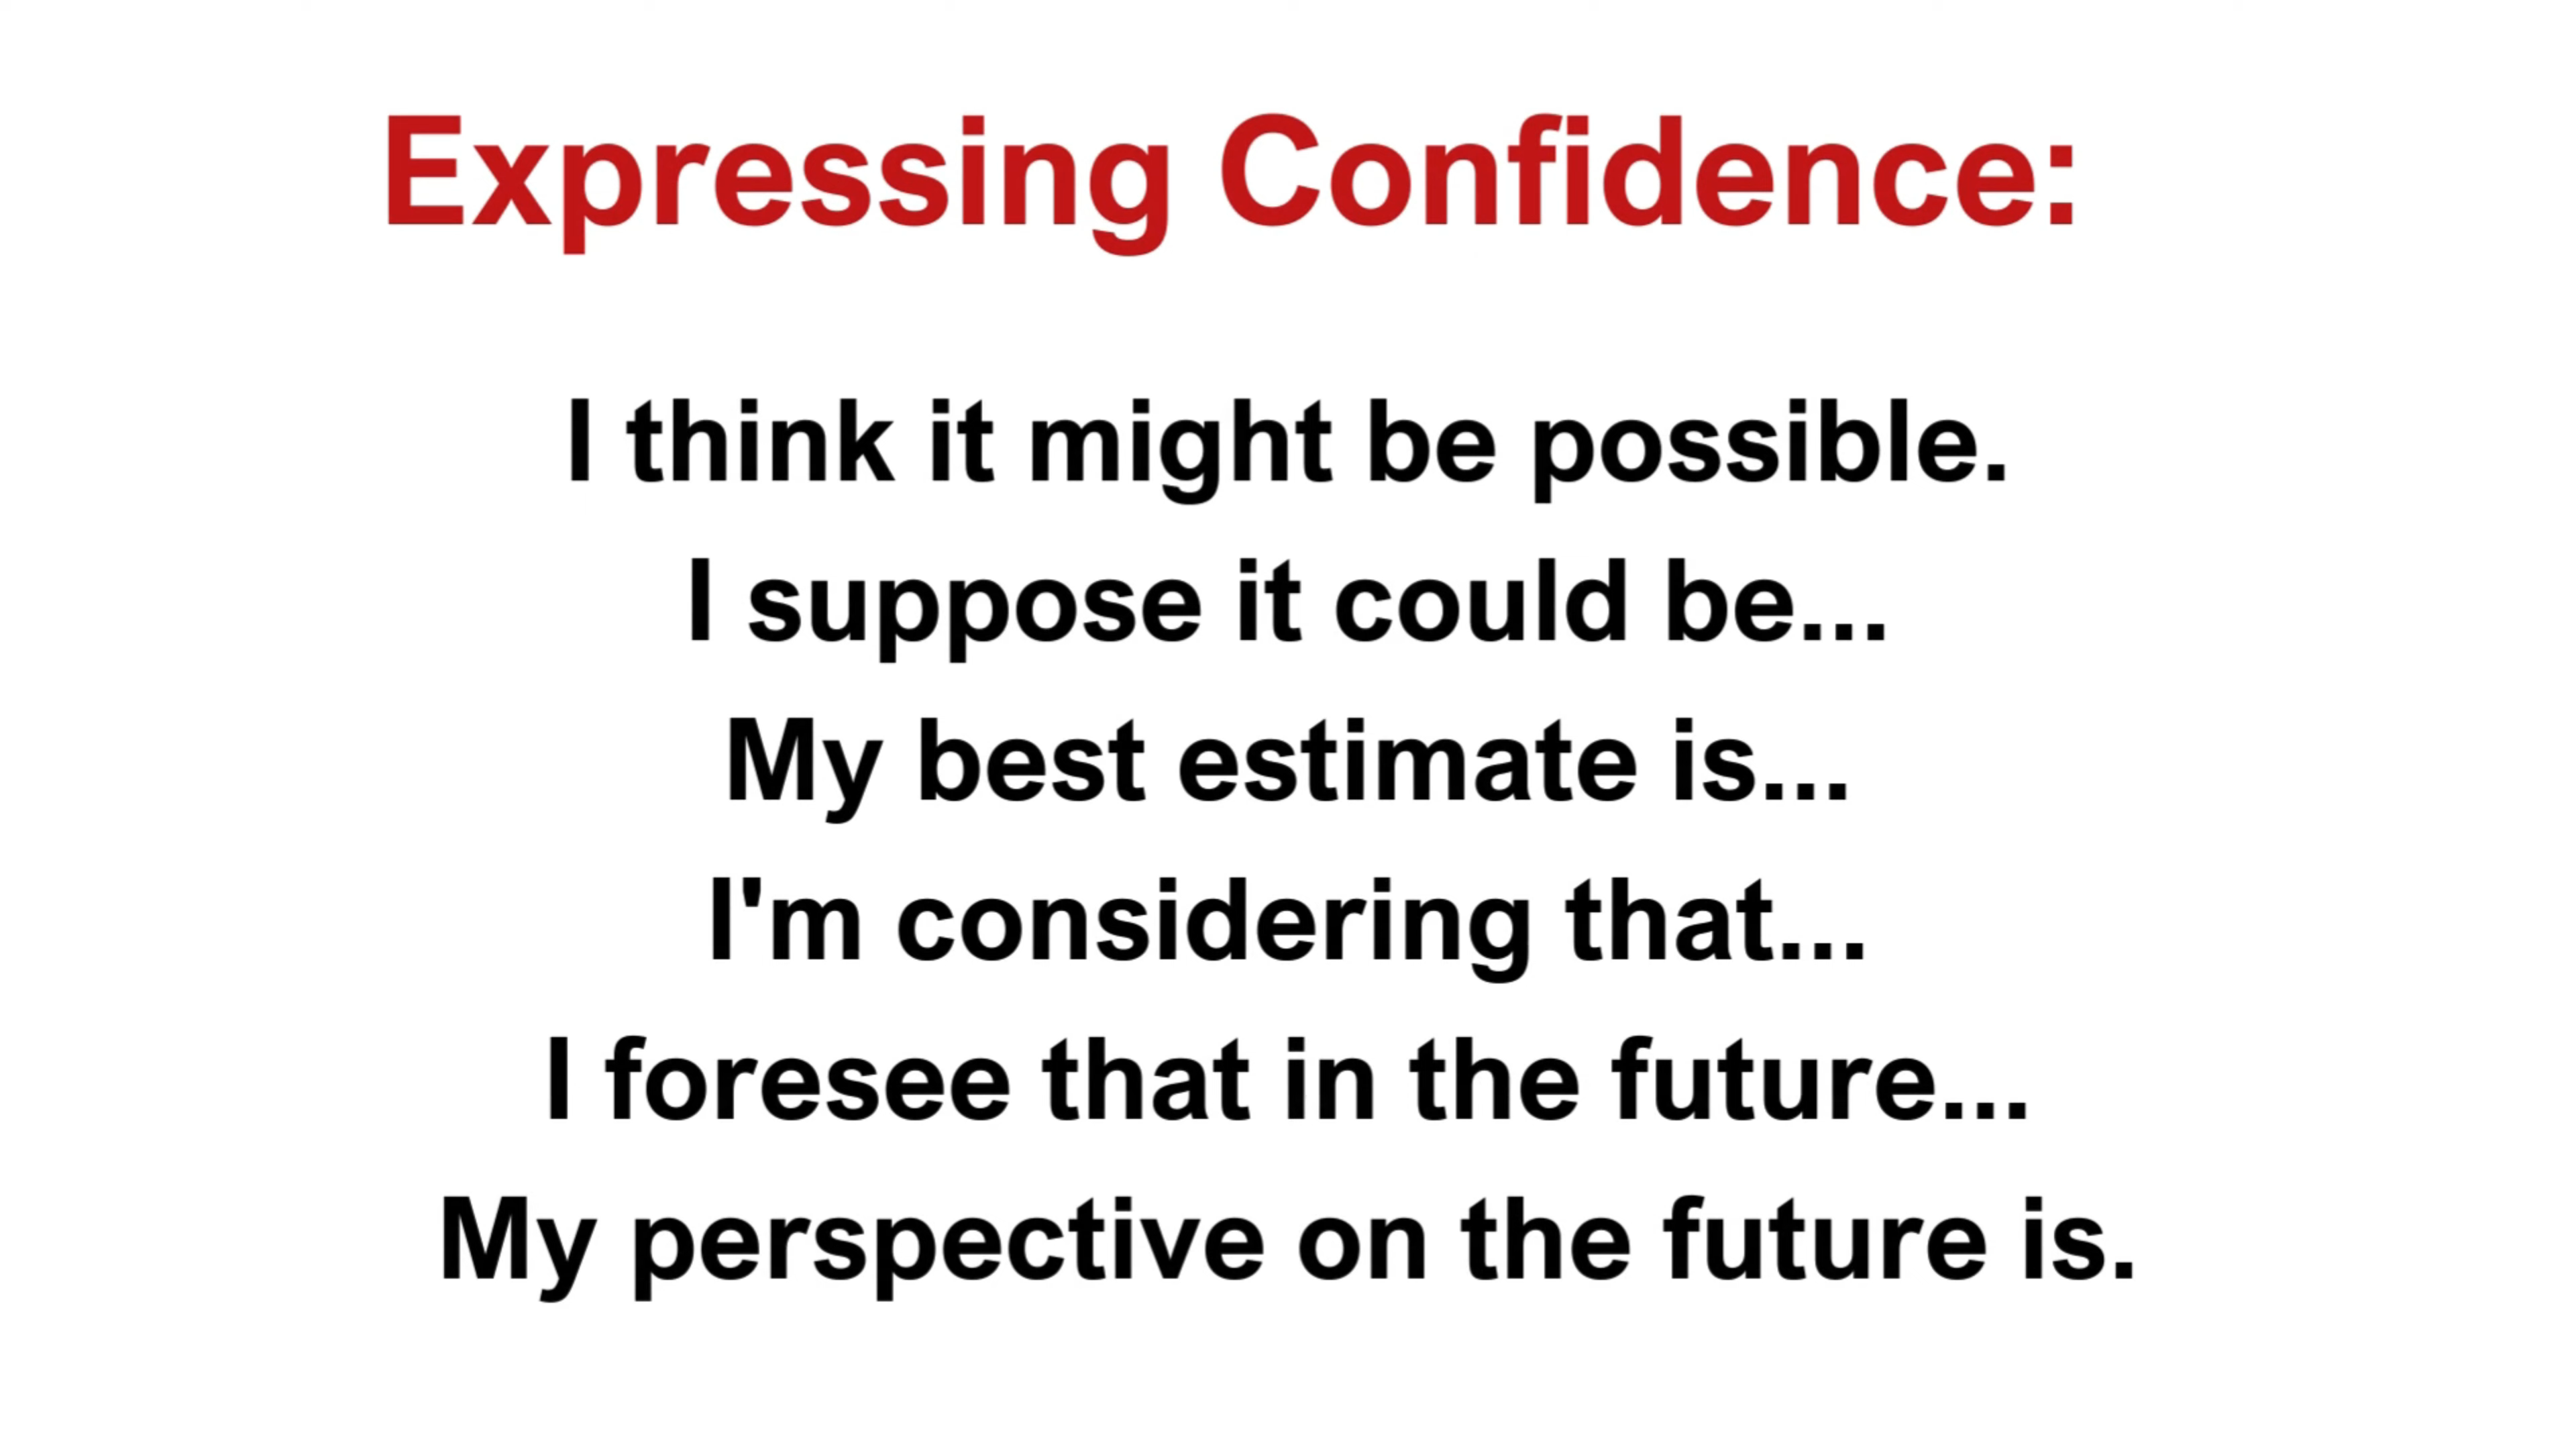 Expressing Confidence:
I think it might be possible.
I suppose it could be...
My best estimate is...
I'm considering that...
I foresee that in the future...
My perspective on the future is.